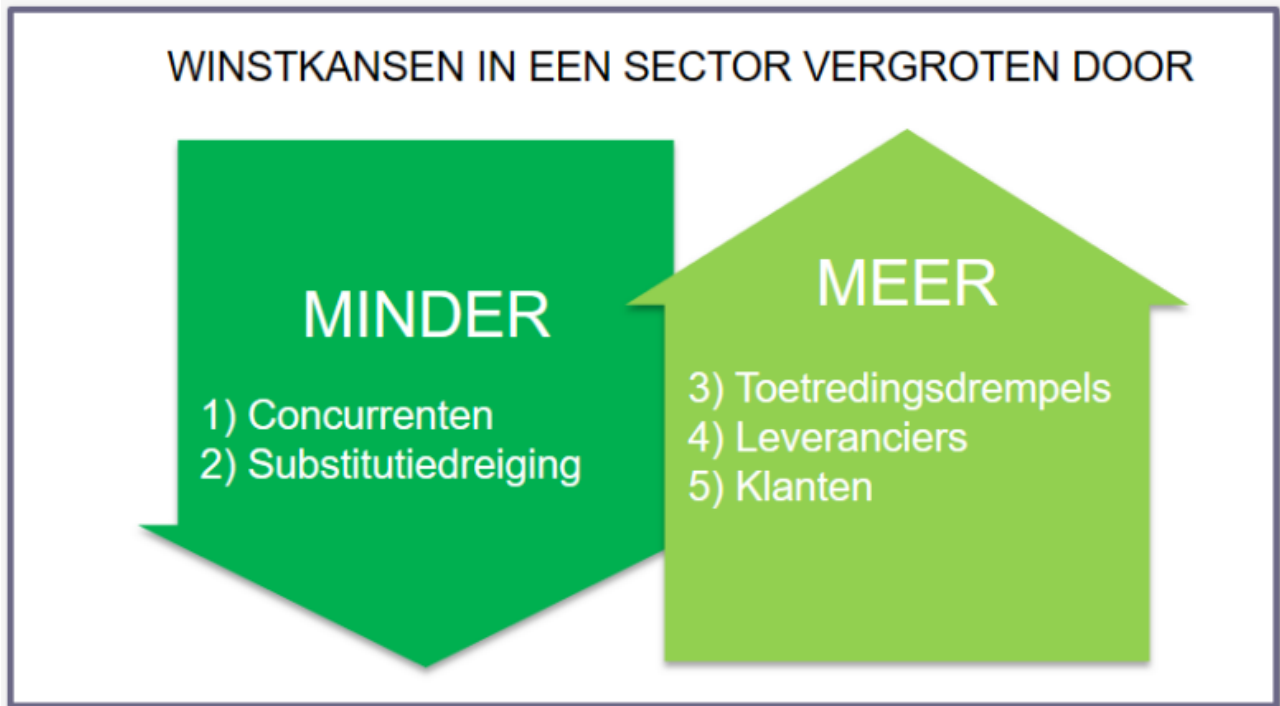 WINSTKANSEN IN EEN SECTOR VERGROTEN DOOR
MINDER
1) Concurrenten
2) Substitutiedreiging
MEER
3) Toetredingsdrempels
4) Leveranciers
5) Klanten